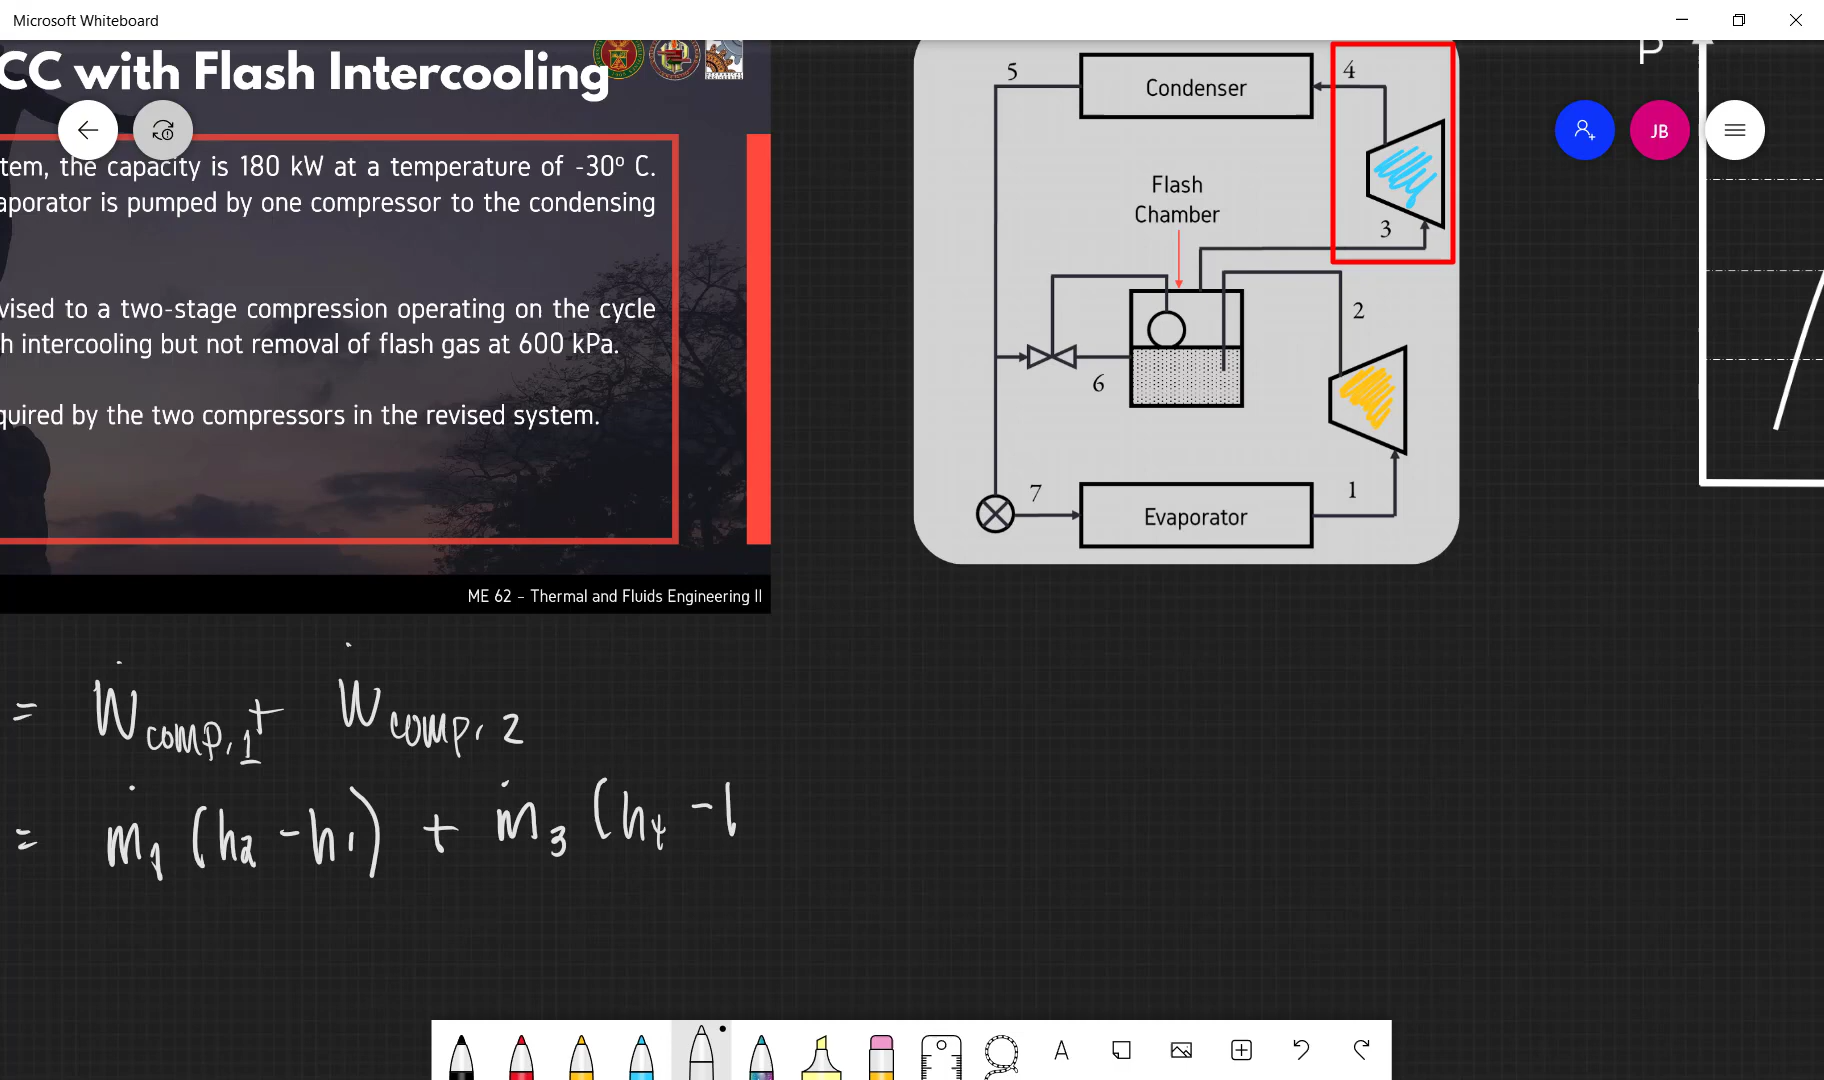 Microsoft Whiteboard
CC with Flash Intercooling
tem, the capacity is 180 kW at a temperature of -30º C.
aporator is pumped by one compressor to the condensing
vised to a two-stage compression operating on the cycle
h intercooling but not removal of flash gas at 600 kPa.
quired by the two compressors in the revised system.
ME 62 – Thermal and Fluids Engineering II
5
Condenser
4
Flash
Chamber
3
2
6
7
Evaporator
1
P
JB
= Ẇcomp,1 + Ẇcomp,2
= ṁ1 (h2 - h1) + ṁ3 (h4 -
A